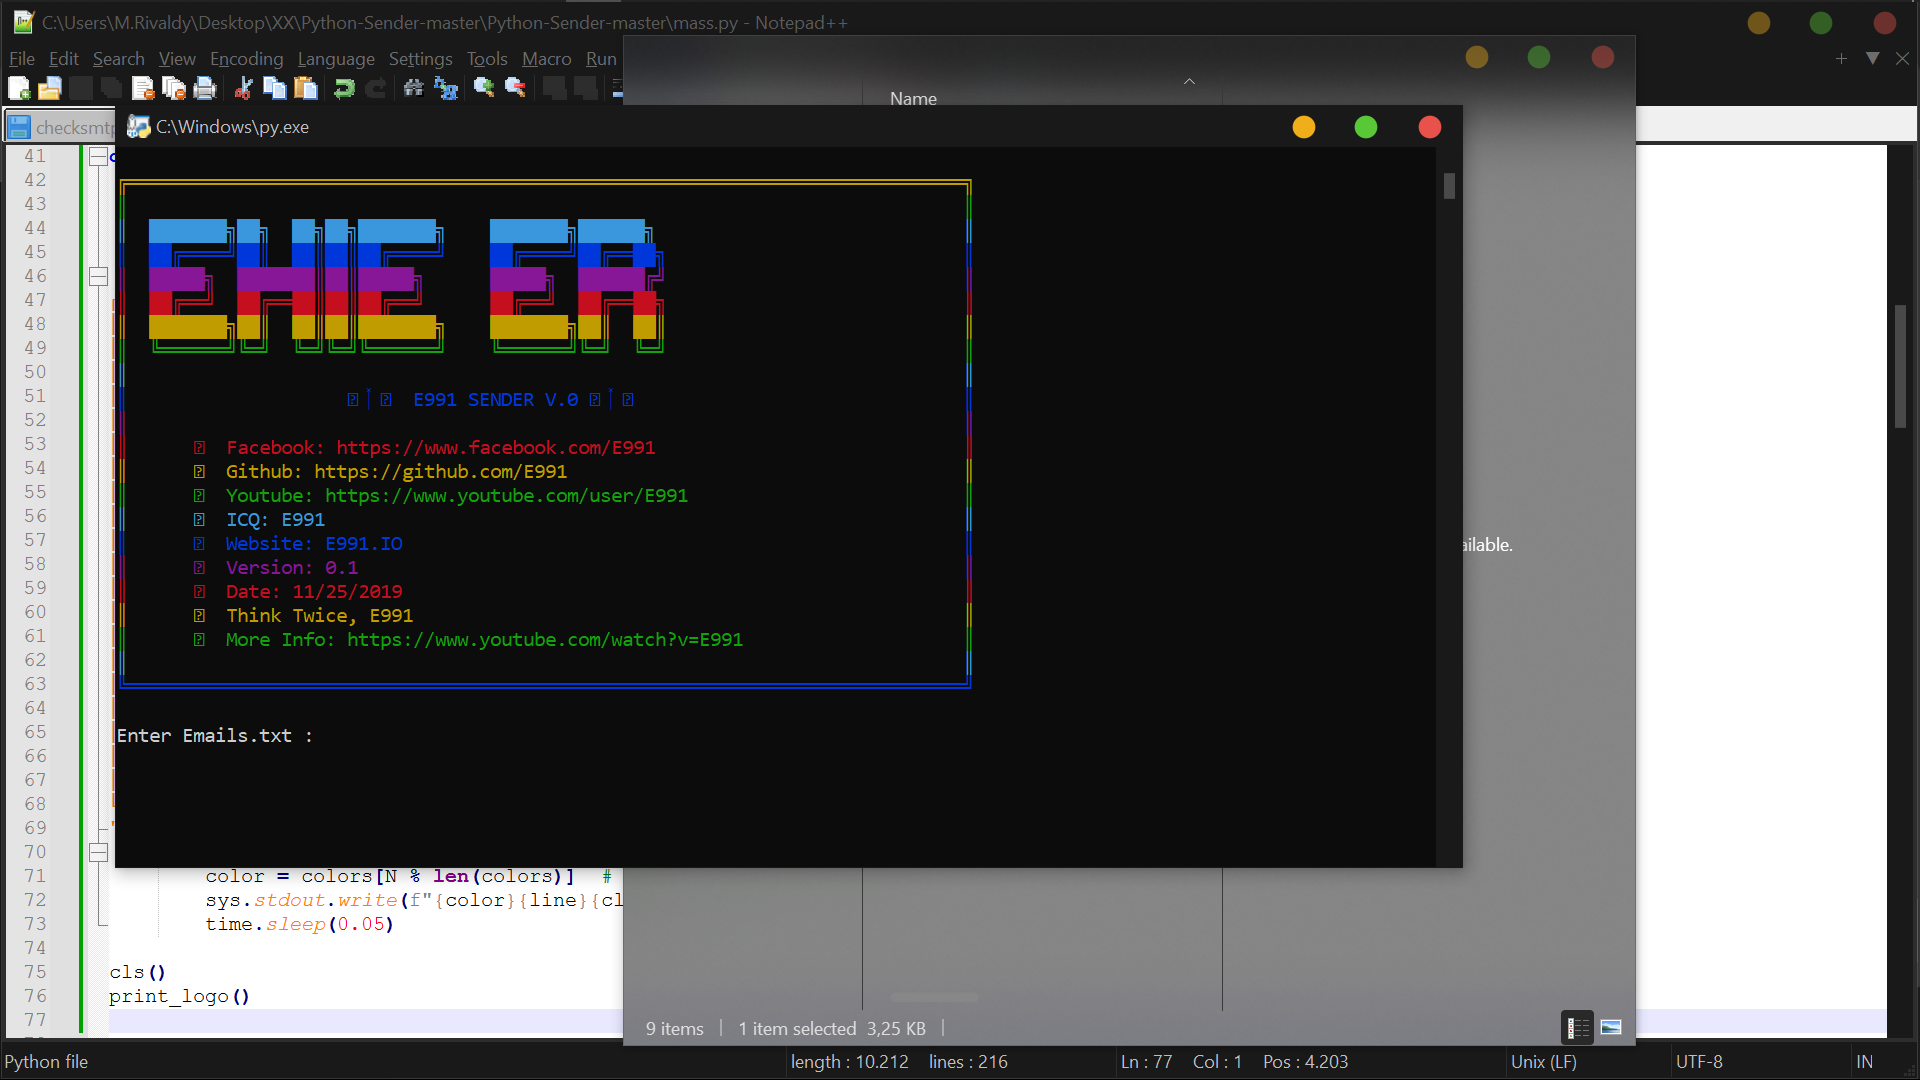 C:\Users\M.Rivaldy\Desktop\XX\Python-Sender-master\Python-Sender-master\mass.py - Notepad++
File Edit Search View Encoding Language Settings Tools Macro Run
Name
checksmtp
C:\Windows\py.exe
EHIE ER
E991 SENDER V.0
Facebook: https://www.facebook.com/E991
Github: https://github.com/E991
Youtube: https://www.youtube.com/user/E991
ICQ: E991
Website: E991.IO
Version: 0.1
Date: 11/25/2019
Think Twice, E991
More Info: https://www.youtube.com/watch?v=E991
Enter Emails.txt :
ailable.
41
42
43
44
45
46
47
48
49
50
51
52
53
54
55
56
57
58
59
60
61
62
63
64
65
66
67
68
69
70
71 color = colors[N % len(colors)] #
72 sys.stdout.write(f"{color}{line}{cl
73 time.sleep(0.05)
74
75 cls()
76 print_logo()
77
9 items 1 item selected 3,25 KB
Python file length : 10.212 lines : 216 Ln : 77 Col : 1 Pos : 4.203 Unix (LF) UTF-8 IN